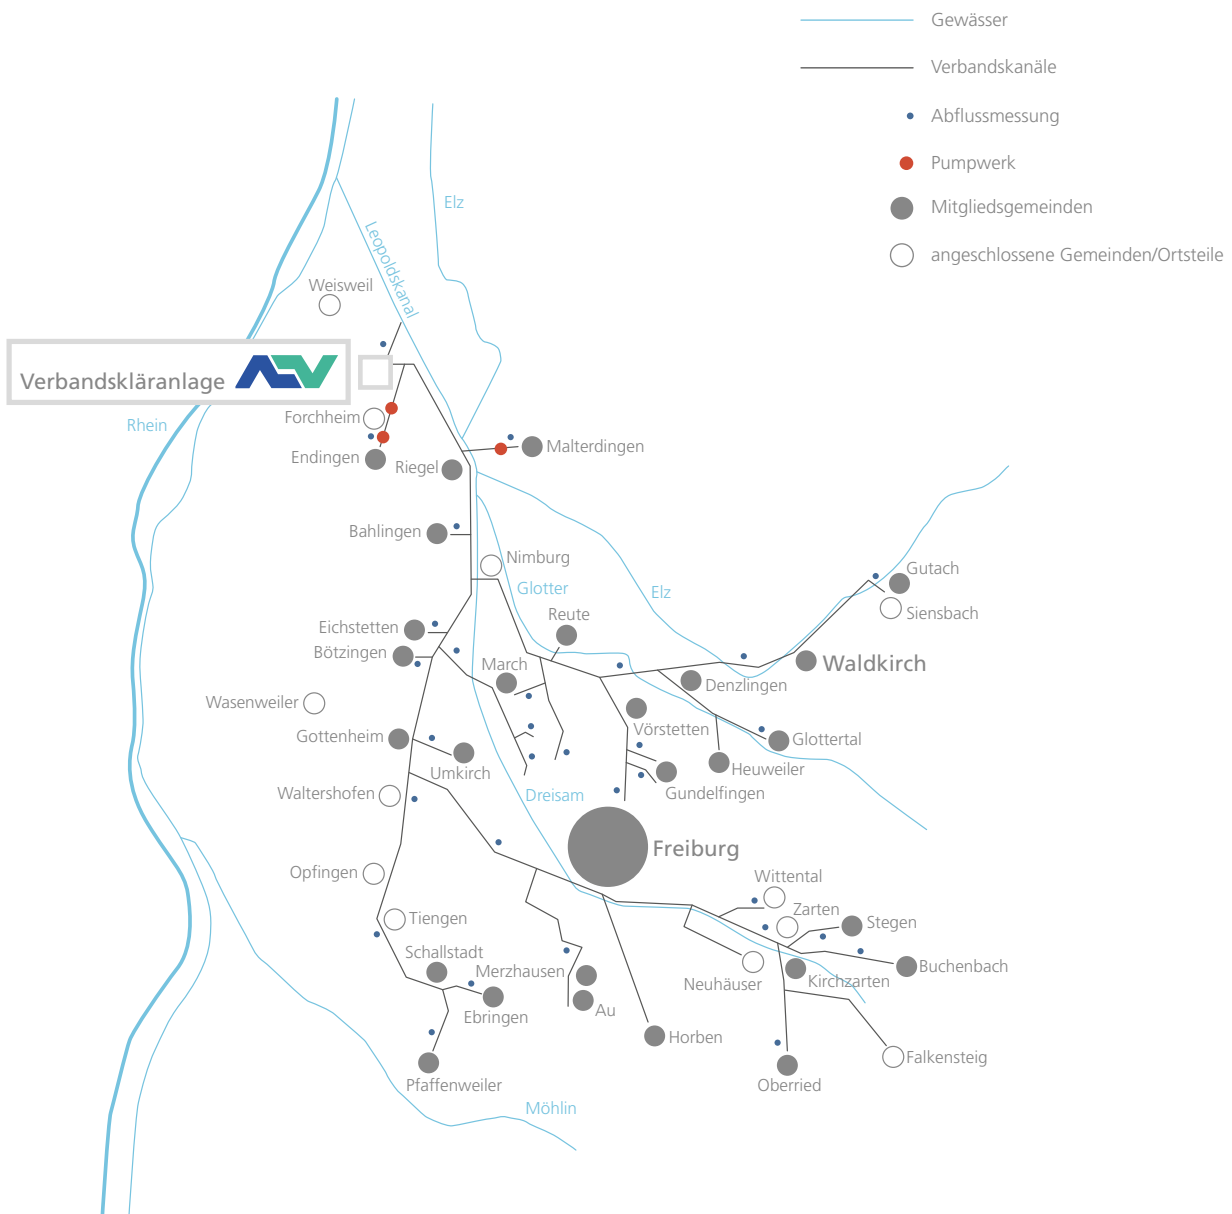 Gewässer
Verbandskanäle
Abflussmessung
Pumpwerk
Mitgliedsgemeinden
angeschlossene Gemeinden/Ortsteile
Elz
Leopoldskanal
Weisweil
Verbandskläranlage
Rhein
Forchheim
Endingen
Riegel
Malterdingen
Bahlingen
Nimburg
Glotter
Elz
Gutach
Siensbach
Reute
Eichstetten
Bötzingen
March
Waldkirch
Denzlingen
Wasenweiler
Vörstetten
Gottenheim
Glottertal
Umkirch
Heuweiler
Waltershofen
Dreisam
Gundelfingen
Freiburg
Opfingen
Wittental
Zarten
Tiengen
Stegen
Schallstadt
Merzhausen
Neuhäuser
Kirchzarten
Buchenbach
Ebringen
Au
Horben
Falkensteig
Pfaffenweiler
Oberried
Möhlin